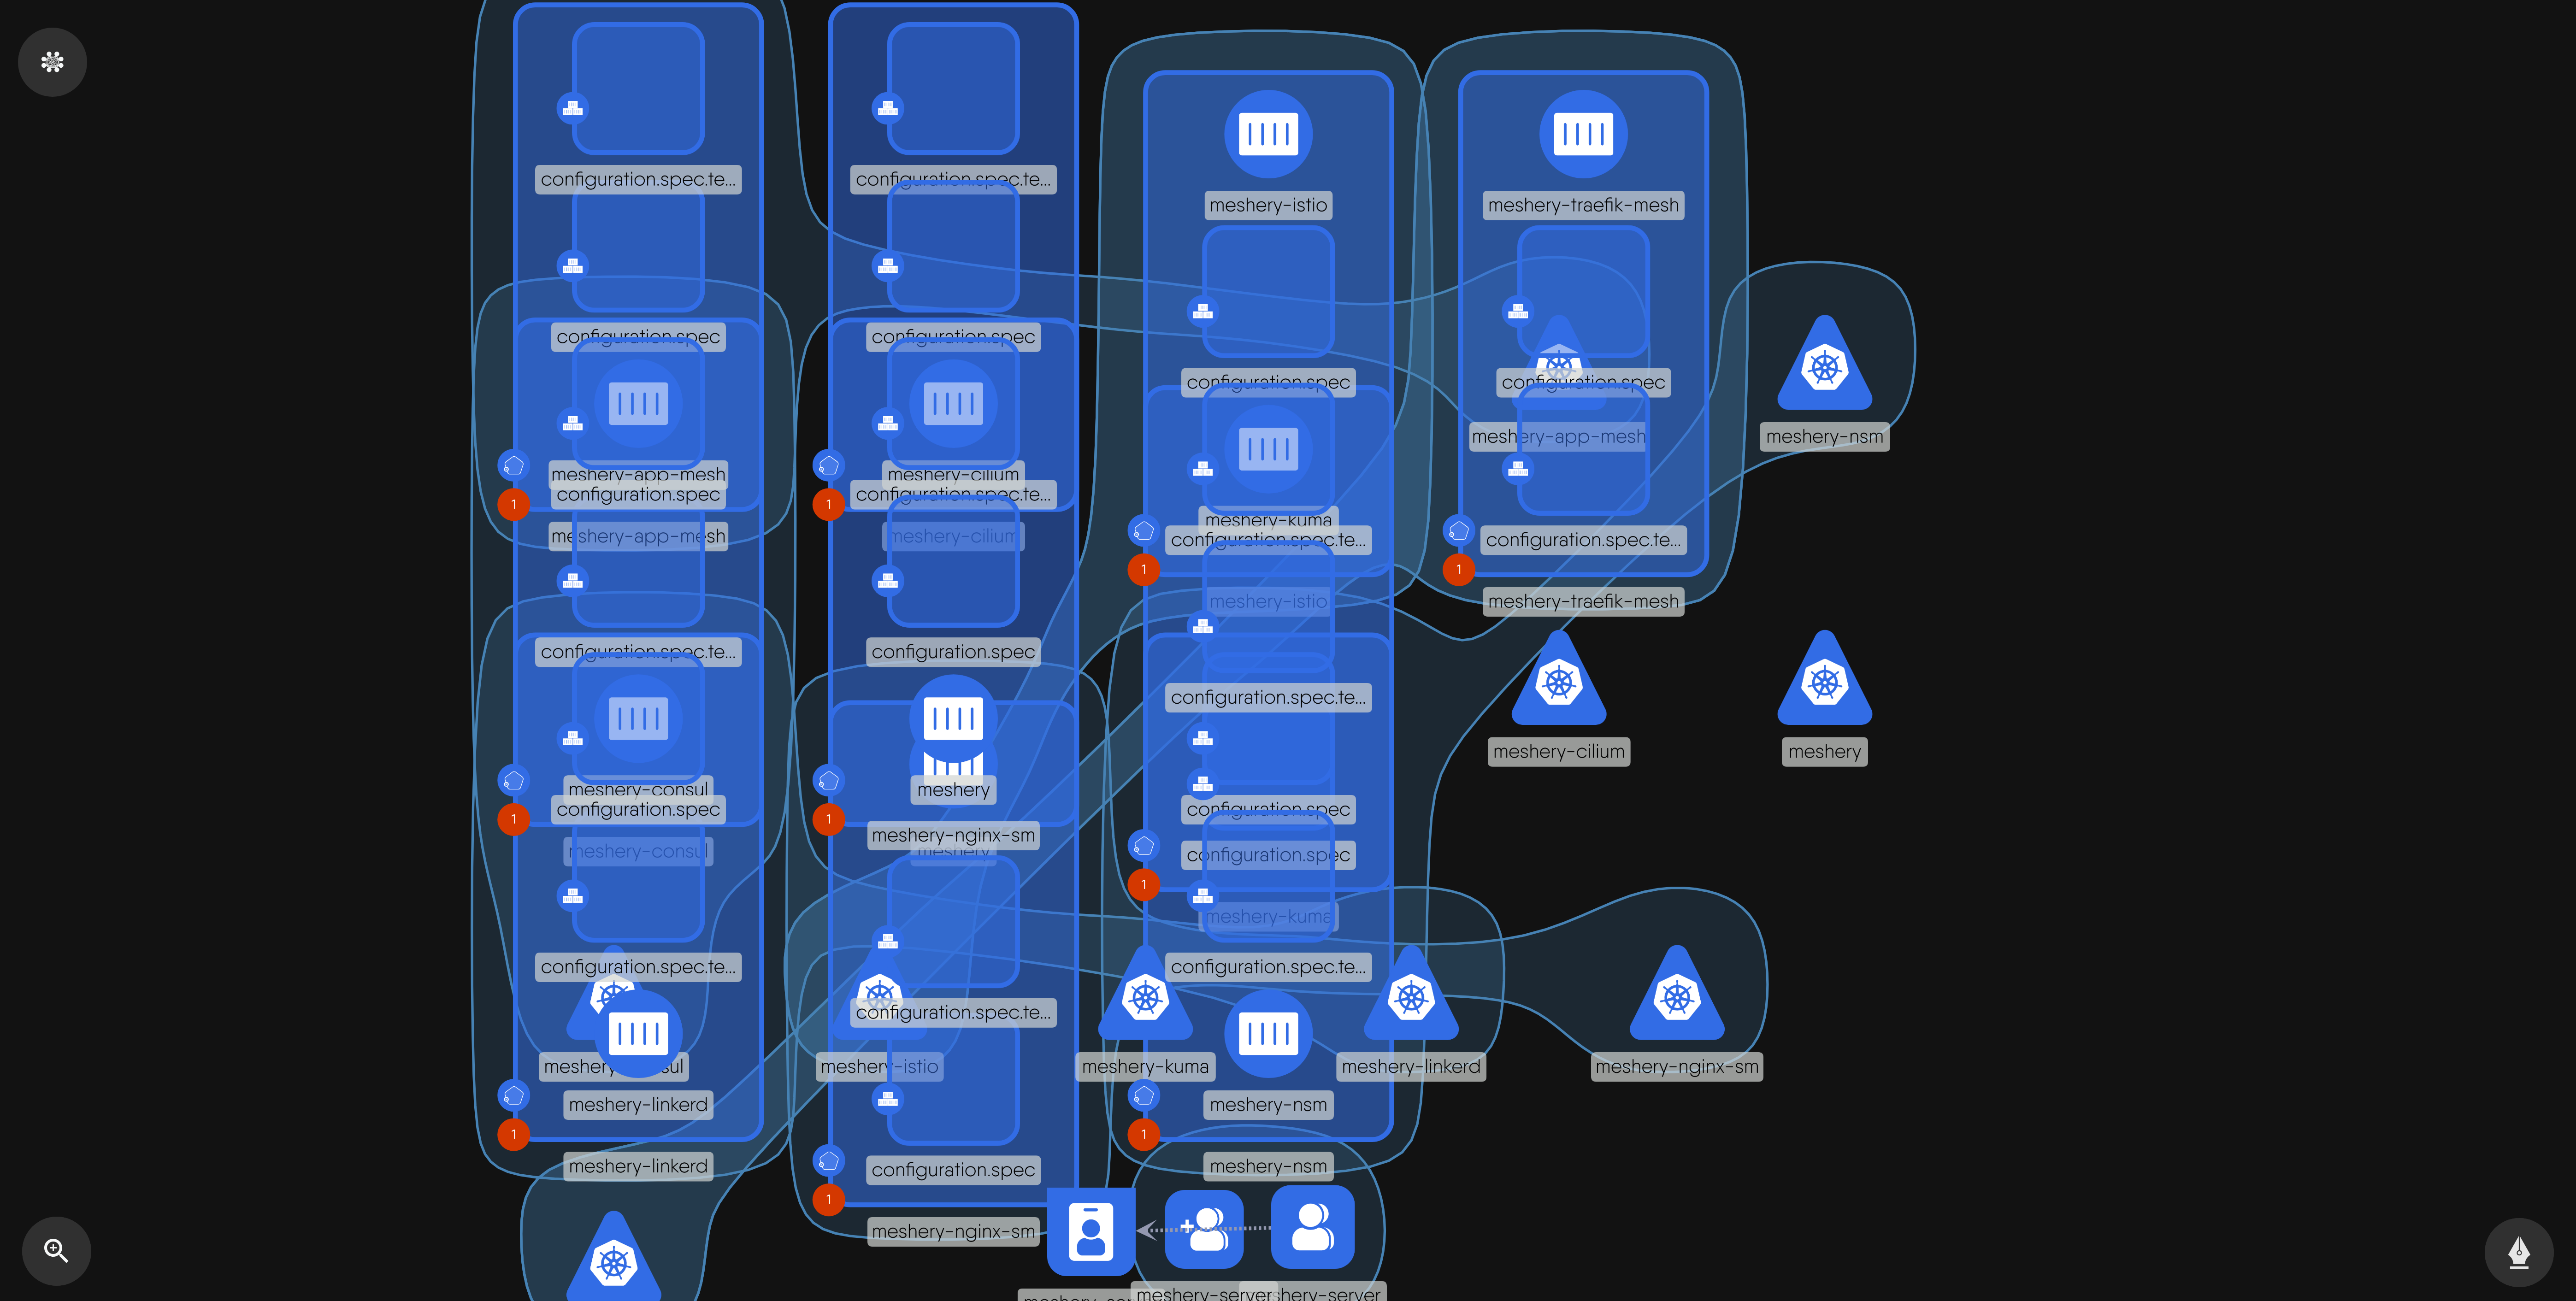 configuration.spec.te...
configuration.spec
meshery-app-mesh
configuration.spec
1
meshery-app-mesh
configuration.spec.te...
meshery-consul
configuration.spec
1
meshery-consul
configuration.spec.te...
meshery-linkerd
1
meshery-linkerd
configuration.spec.te...
configuration.spec
meshery-cilium
configuration.spec.te...
1
meshery-cilium
configuration.spec
meshery
1
meshery-nginx-sm
meshery
configuration.spec.te...
meshery-istio
configuration.spec
1
meshery-nginx-sm
meshery-istio
configuration.spec
meshery-kuma
configuration.spec.te...
1
meshery-istio
configuration.spec.te...
configuration.spec
configuration.spec
1
meshery-kuma
configuration.spec.te...
meshery-kuma
meshery-nsm
1
meshery-nsm
meshery-server
shery-server
meshery-traefik-mesh
configuration.spec
meshery-app-mesh
configuration.spec.te...
1
meshery-traefik-mesh
meshery-nsm
meshery-cilium
meshery
meshery-linkerd
meshery-nginx-sm